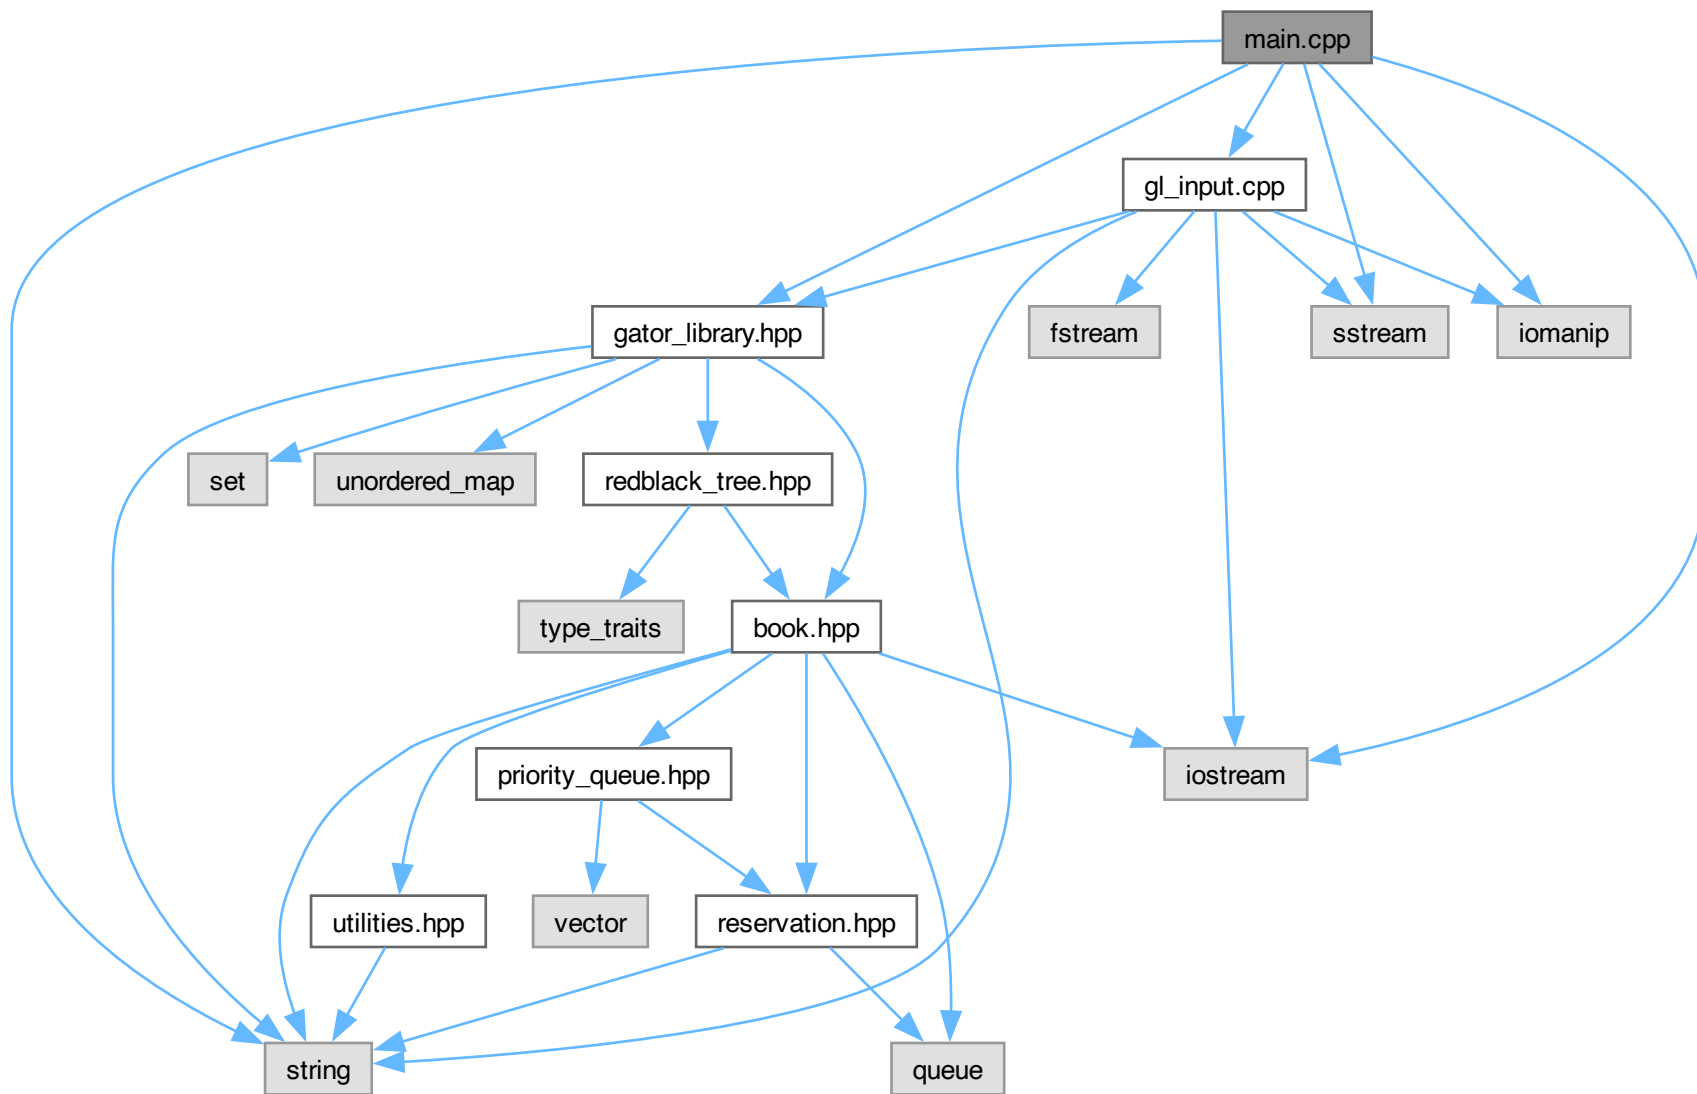 main.cpp
gl_input.cpp
gator_library.hpp
fstream
sstream
iomanip
set
unordered_map
redblack_tree.hpp
type_traits
book.hpp
priority_queue.hpp
iostream
utilities.hpp
vector
reservation.hpp
string
queue